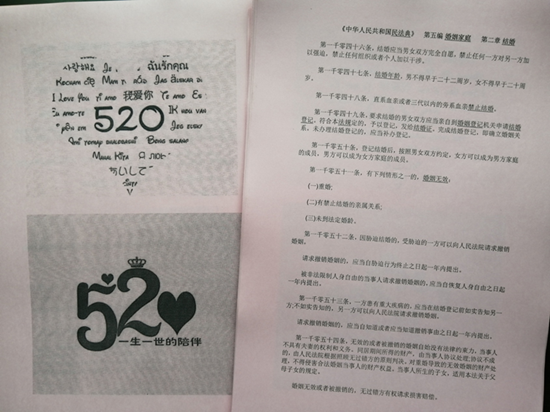 사랑해요 Je ฉันรักคุณ
I Love You Ti amo 我爱你
520
Mahal Kita
520
一生一世的陪伴
《中华人民共和国民法典》 第五编 婚姻家庭 第二章 结婚
第一千零四十六条,结婚应当男女双方完全自愿,禁止任何一方对另一方加
以强迫,禁止任何组织或者个人加以干涉。
第一千零四十七条,结婚年龄,男不得早于二十二周岁,女不得早于二十周
岁。
第一千零四十八条,直系血亲或者三代以内的旁系血亲禁止结婚。
第一千零四十九条,要求结婚的男女双方应当亲自到婚姻登记机关申请结婚
登记。符合本法规定的,予以登记,发给结婚证。完成结婚登记,即确立婚姻关
系。未办理结婚登记的,应当补办登记。
第一千零五十条,登记结婚后,按照男女双方约定,女方可以成为男方家庭
的成员,男方可以成为女方家庭的成员。
第一千零五十一条,有下列情形之一的,婚姻无效:
(一)重婚;
(二)有禁止结婚的亲属关系;
(三)未到法定婚龄。
第一千零五十二条,因胁迫结婚的,受胁迫的一方可以向人民法院请求撤销
婚姻。
请求撤销婚姻的,应当自胁迫行为终止之日起一年内提出。
被非法限制人身自由的当事人请求撤销婚姻的,应当自恢复人身自由之日起
一年内提出。
第一千零五十三条,一方患有重大疾病的,应当在结婚登记前如实告知另一
方;不如实告知的,另一方可以向人民法院请求撤销婚姻。
请求撤销婚姻的,应当自知道或者应当知道撤销事由之日起一年内提出。
第一千零五十四条,无效的或者被撤销的婚姻自始没有法律约束力,当事人
不具有夫妻的权利和义务。同居期间所得的财产,由当事人协议处理;协议不成
的,由人民法院根据照顾无过错方的原则判决。对重婚导致的无效婚姻的财产处
理,不得侵害合法婚姻当事人的财产权益。当事人所生的子女,适用本法关于父
母子女的规定。
婚姻无效或者被撤销的,无过错方有权请求损害赔偿。